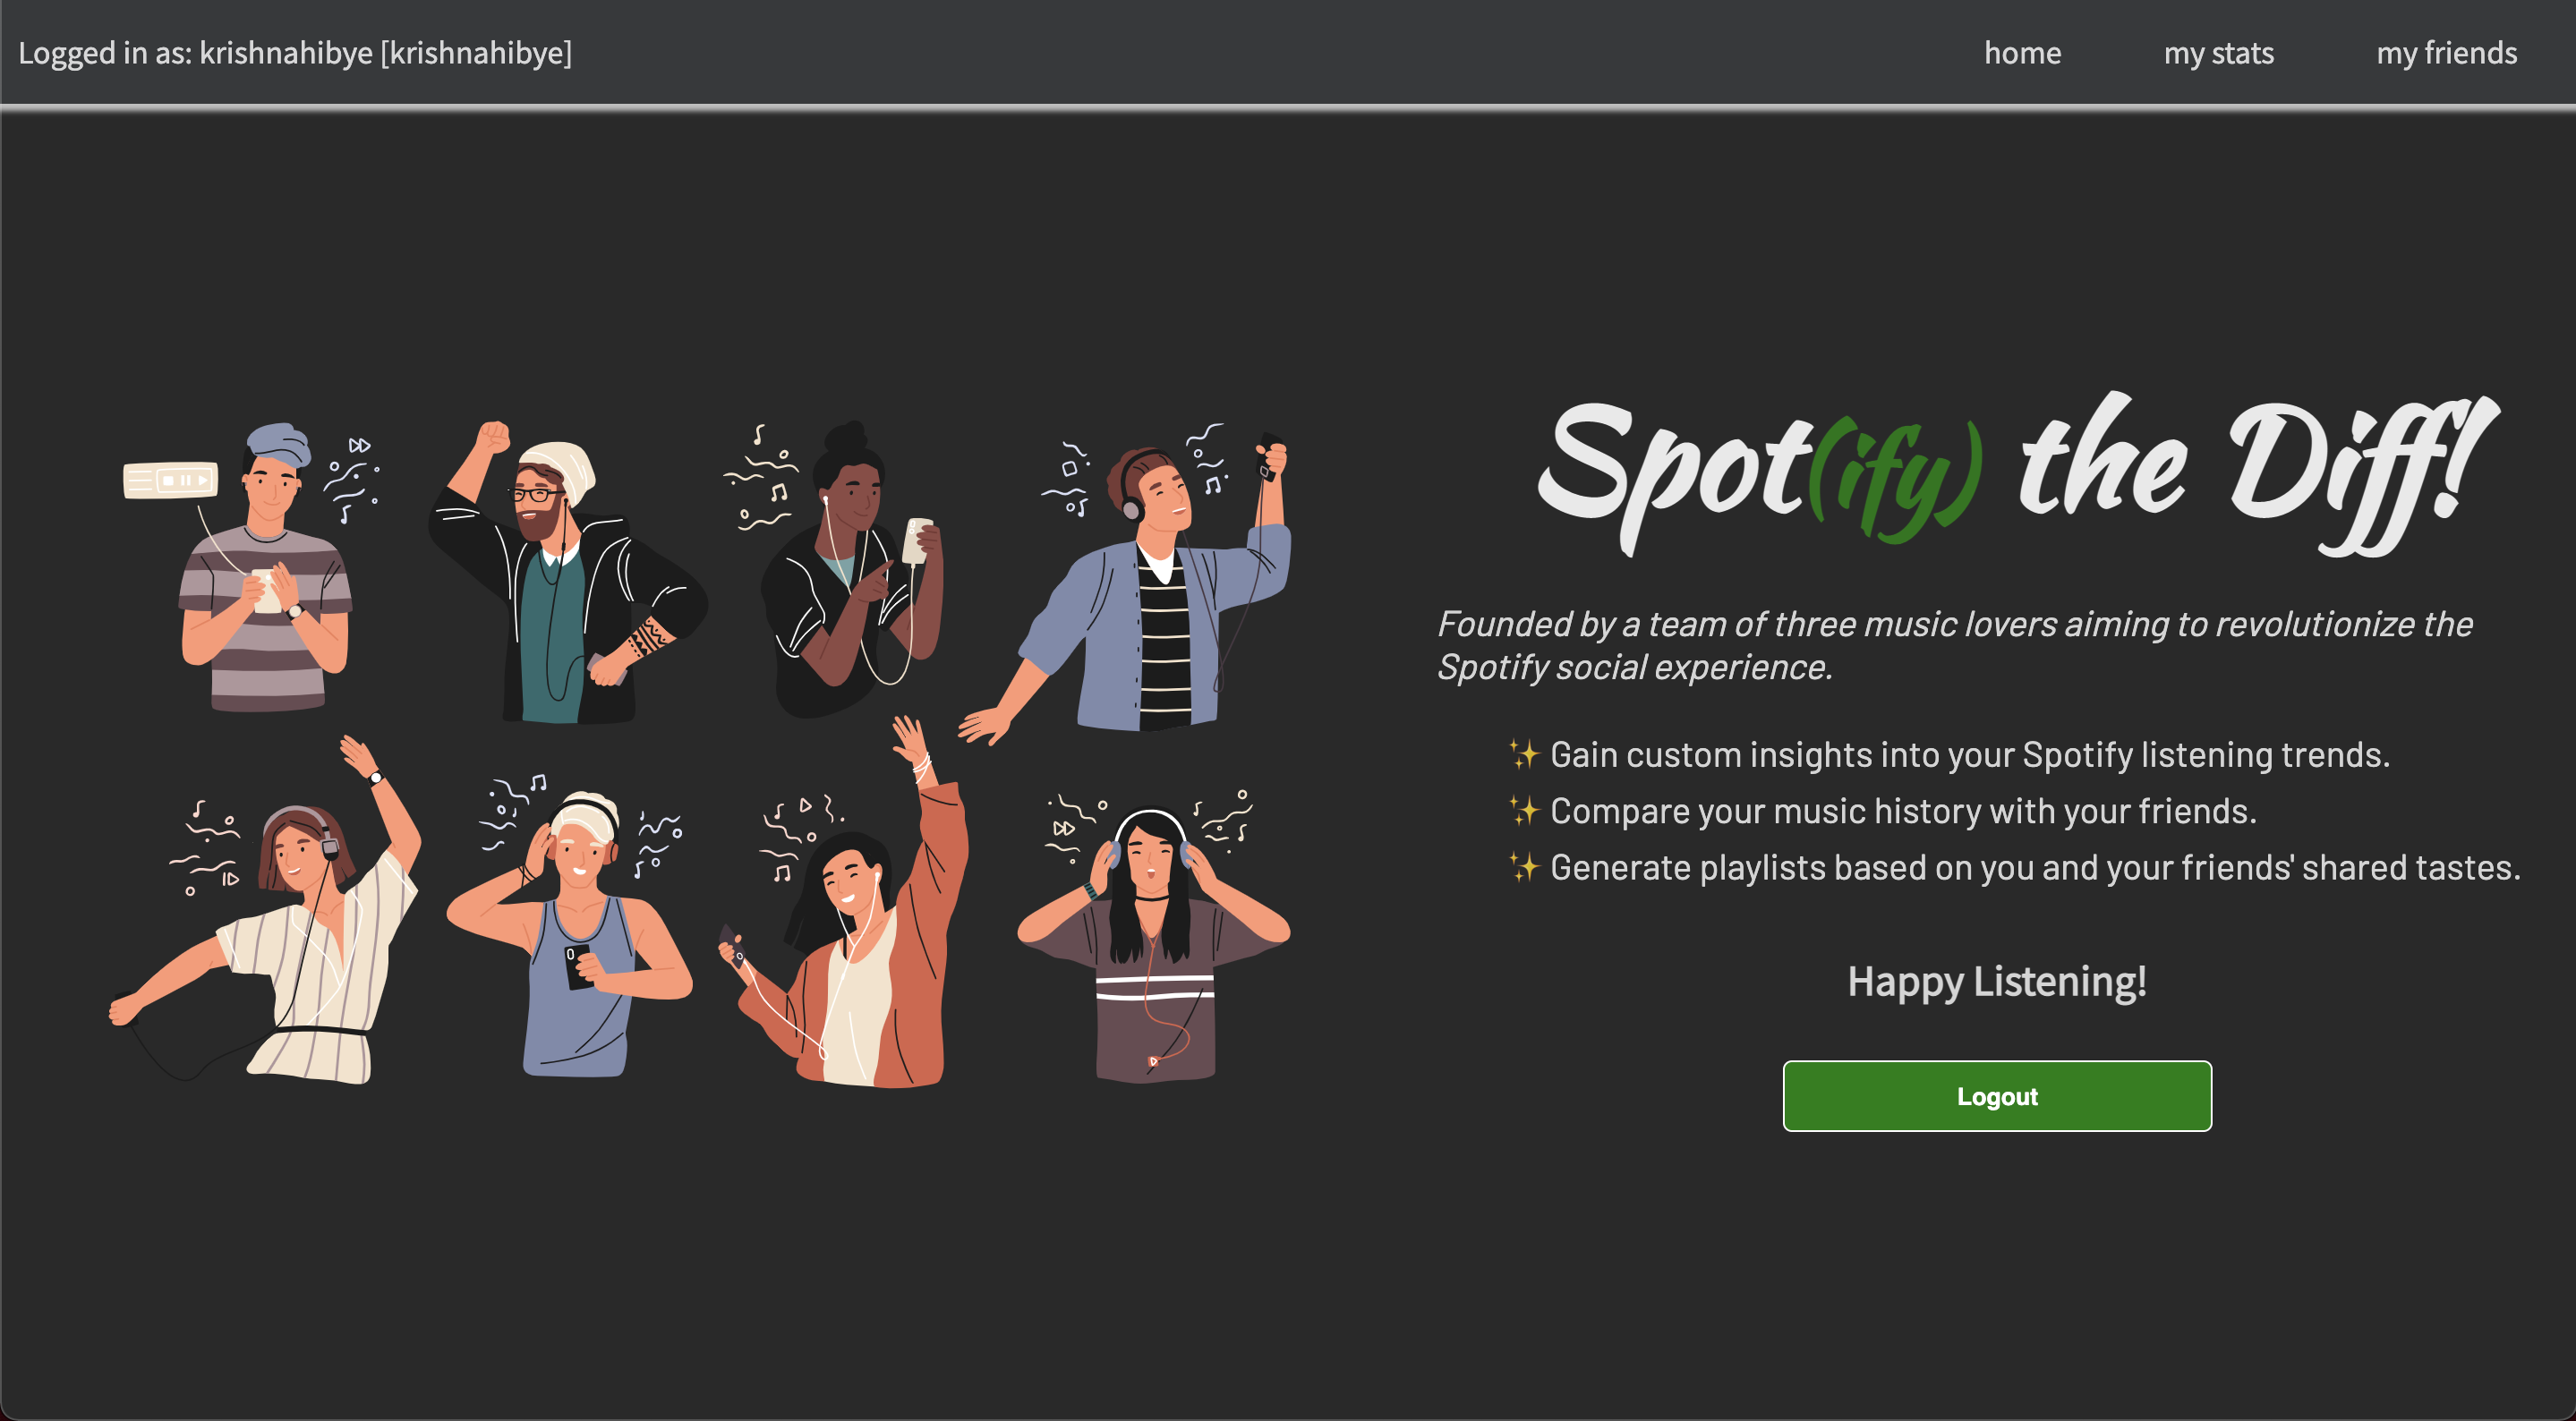 Logged in as: krishnahibye [krishnahibye]
home
my stats
my friends
Spot(ify) the Diff!
Founded by a team of three music lovers aiming to revolutionize the
Spotify social experience.
✨ Gain custom insights into your Spotify listening trends.
✨ Compare your music history with your friends.
✨ Generate playlists based on you and your friends' shared tastes.
Happy Listening!
Logout